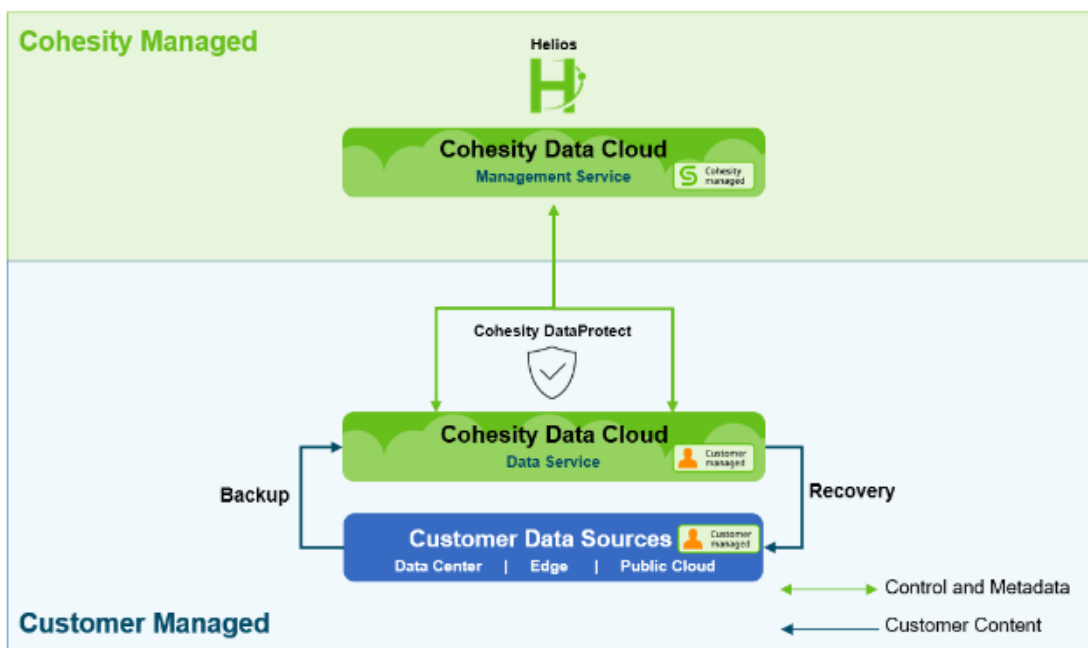 Cohesity Managed
Helios
H
Cohesity Data Cloud
Management Service
Cohesity
managed
Cohesity DataProtect
Cohesity Data Cloud
Data Service
Customer
managed
Backup
Recovery
Customer Data Sources
Customer
managed
Data Center | Edge | Public Cloud
Control and Metadata
Customer Managed
Customer Content